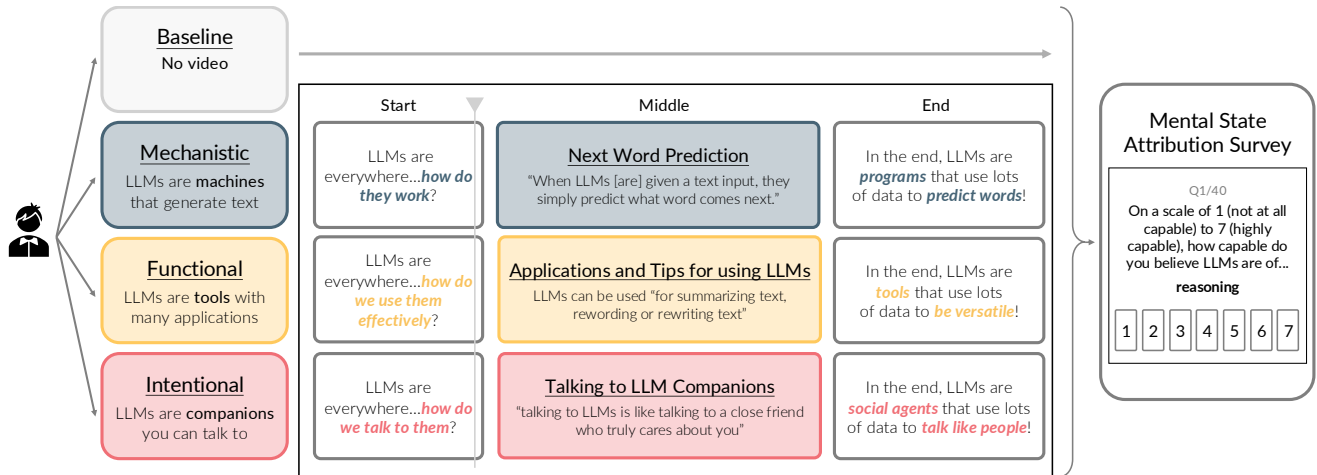 Baseline
No video
Start
Middle
End
Mechanistic
LLMs are machines
that generate text
LLMs are
everywhere...how do
they work?
Next Word Prediction
“When LLMs [are] given a text input, they
simply predict what word comes next.”
In the end, LLMs are
programs that use lots
of data to predict words!
Functional
LLMs are tools with
many applications
LLMs are
everywhere...how do
we use them
effectively?
Applications and Tips for using LLMs
LLMs can be used “for summarizing text,
rewording or rewriting text”
In the end, LLMs are
tools that use lots
of data to be versatile!
Intentional
LLMs are companions
you can talk to
LLMs are
everywhere...how do
we talk to them?
Talking to LLM Companions
“talking to LLMs is like talking to a close friend
who truly cares about you”
In the end, LLMs are
social agents that use lots
of data to talk like people!
Mental State
Attribution Survey
Q1/40
On a scale of 1 (not at all
capable) to 7 (highly
capable), how capable do
you believe LLMs are of...
reasoning
1 2 3 4 5 6 7